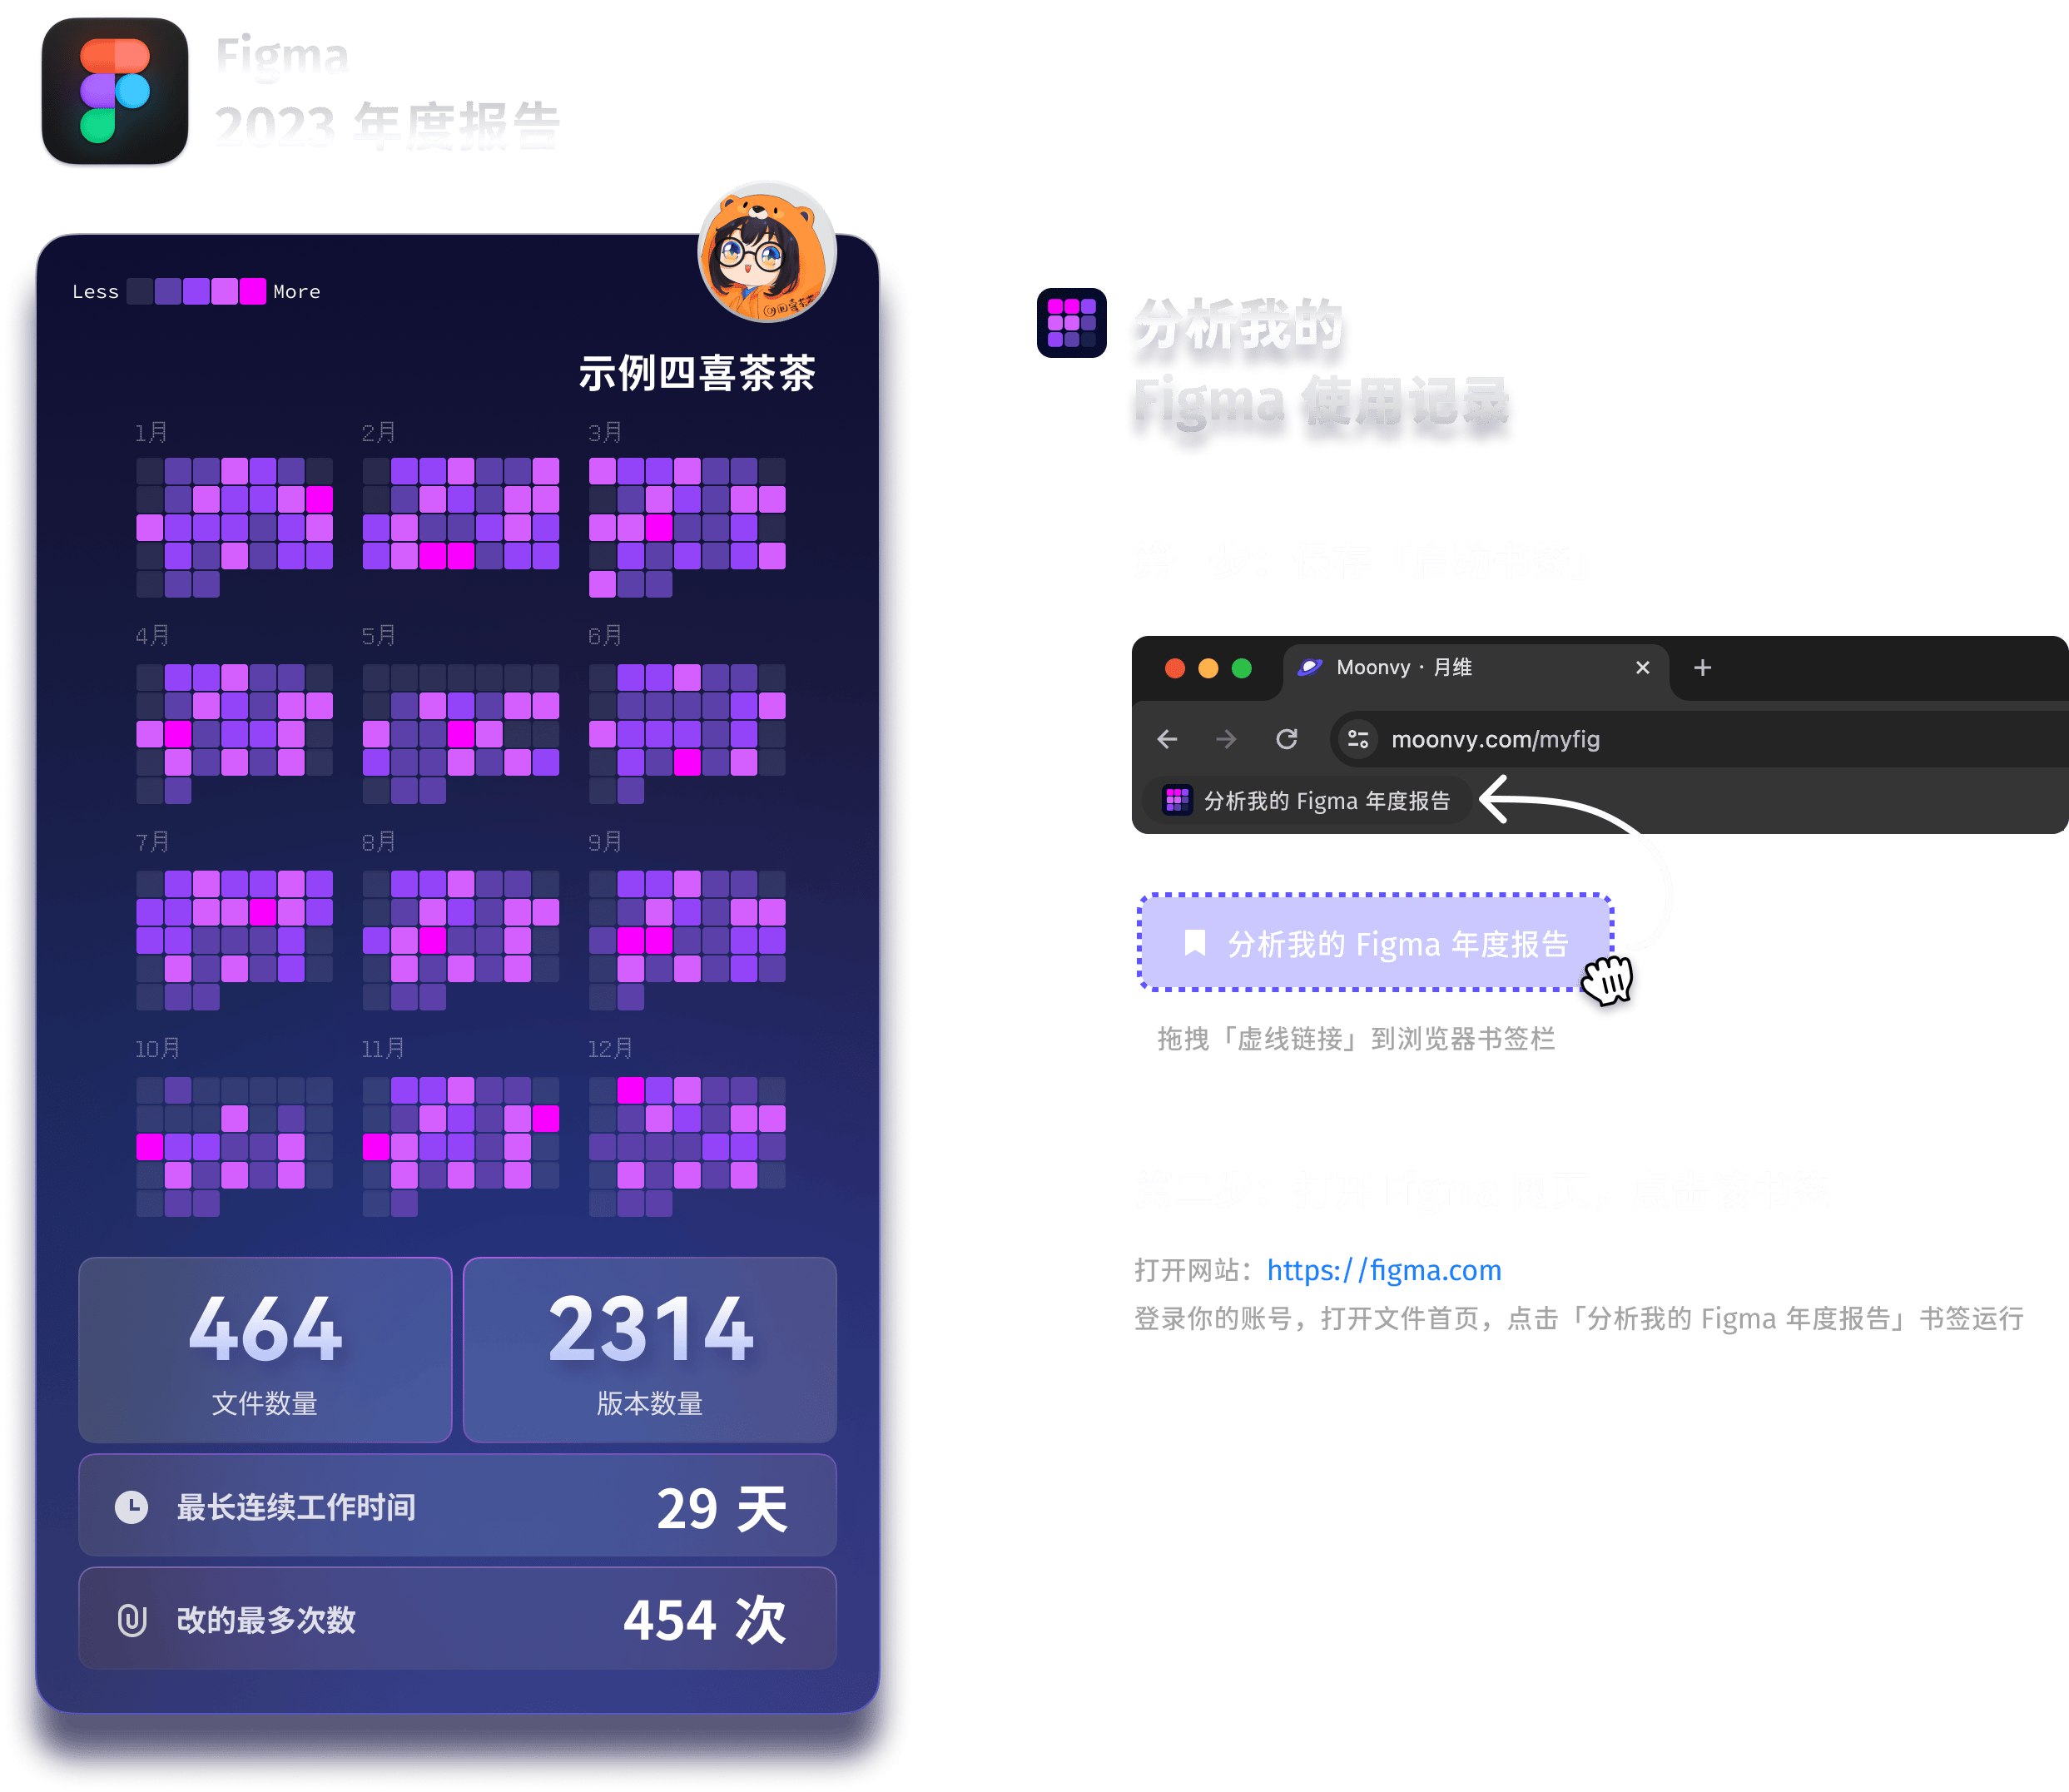 Figma
2023 年度报告
Less
More
示例四喜茶茶
1月
2月
3月
4月
5月
6月
7月
8月
9月
10月
11月
12月
464
文件数量
2314
版本数量
最长连续工作时间
29 天
改的最多次数
454 次
分析我的
Figma 使用记录
Moonvy · 月维
moonvy.com/myfig
分析我的 Figma 年度报告
分析我的 Figma 年度报告
拖拽「虚线链接」到浏览器书签栏
打开网站：https://figma.com
登录你的账号，打开文件首页，点击「分析我的 Figma 年度报告」书签运行